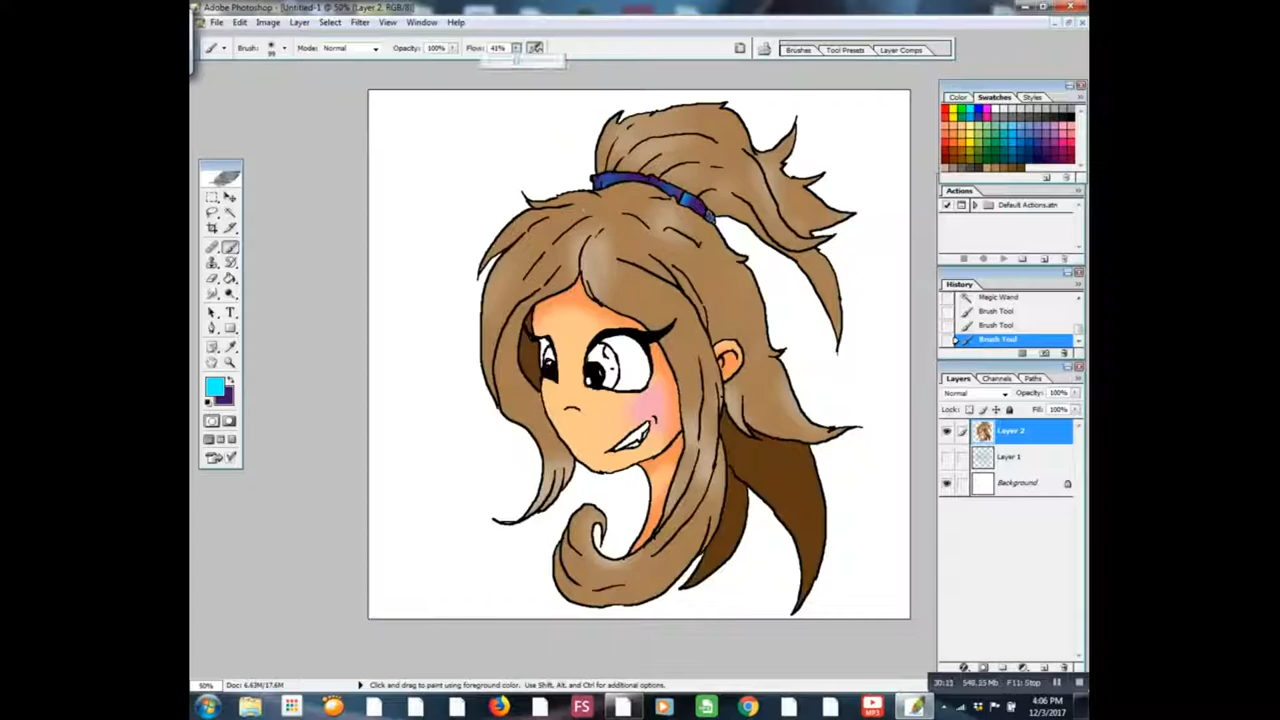 Adobe Photoshop - [Untitled-1 @ 50% (Layer 2, RGB/8)]
File Edit Image Layer Select Filter View Window Help
Brush: 99 Mode: Normal Opacity: 100% Flow: 41% Brushes Tool Presets Layer Comps
Color Swatches Styles
Actions
Default Actions.atn
History
Magic Wand
Brush Tool
Brush Tool
Brush Tool
Layers Channels Paths
Normal Opacity: 100%
Lock: Fill: 100%
Layer 2
Layer 1
Background
50% Doc: 6.63M/17.6M Click and drag to paint using foreground color. Use Shift, Alt, and Ctrl for additional options.
F11: Stop
FS MP3 4:06 PM
12/3/2017